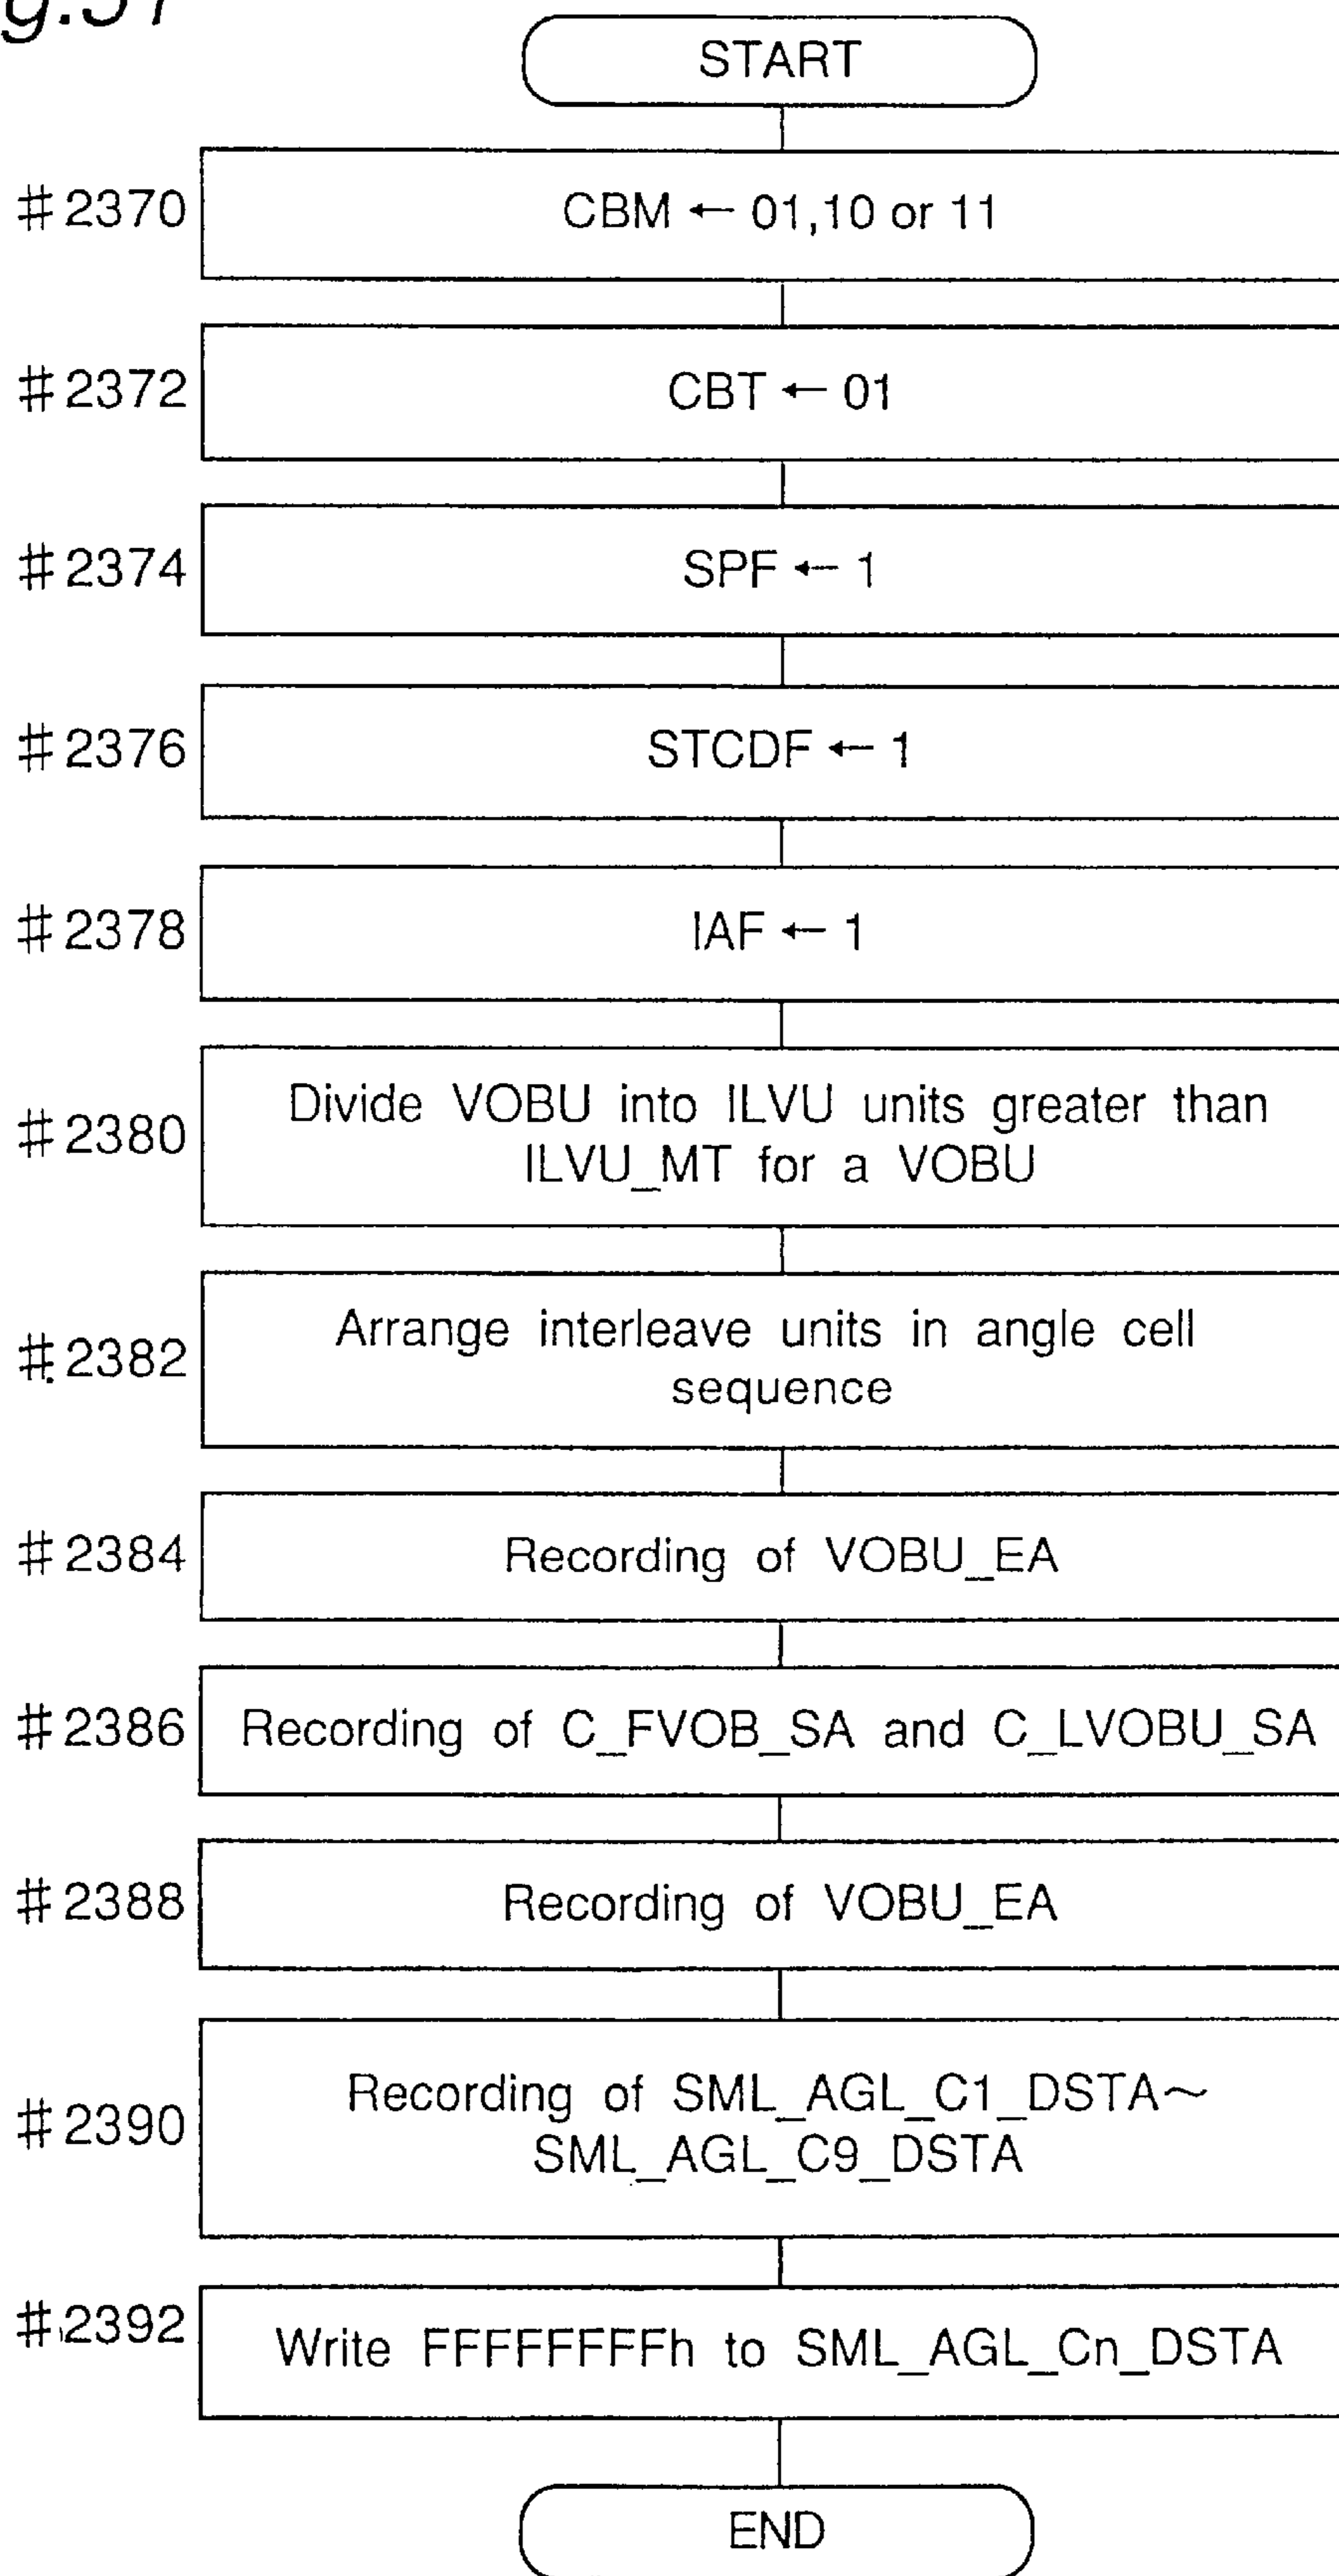 START
#2370
CBM ← 01,10 or 11
#2372
CBT ← 01
#2374
SPF ← 1
#2376
STCDF ← 1
#2378
IAF ← 1
#2380
Divide VOBU into ILVU units greater than
ILVU_MT for a VOBU
#2382
Arrange interleave units in angle cell
sequence
#2384
Recording of VOBU_EA
#2386
Recording of C_FVOB_SA and C_LVOBU_SA
#2388
Recording of VOBU_EA
#2390
Recording of SML_AGL_C1_DSTA~
SML_AGL_C9_DSTA
#2392
Write FFFFFFFFh to SML_AGL_Cn_DSTA
END